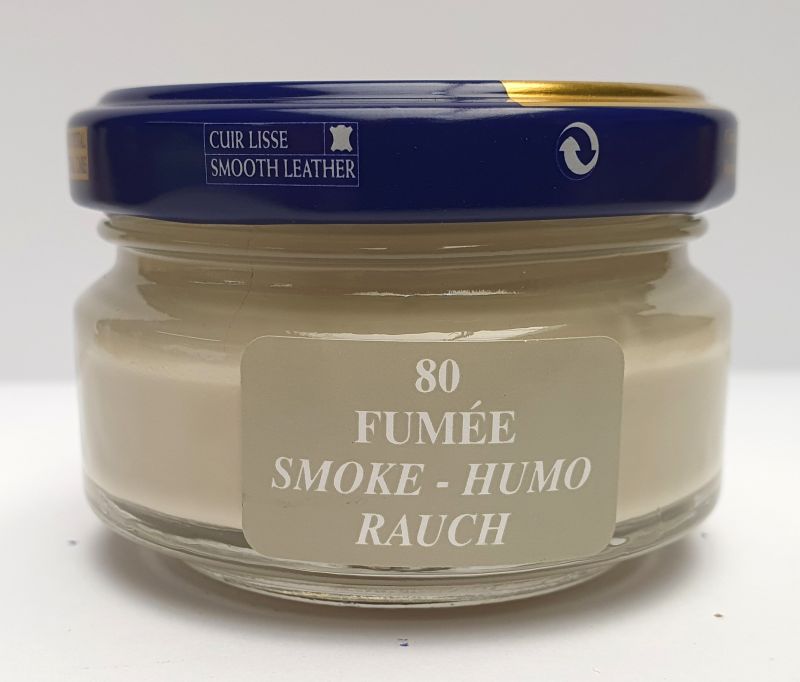 CUIR LISSE
SMOOTH LEATHER
80
FUMÉE
SMOKE - HUMO
RAUCH